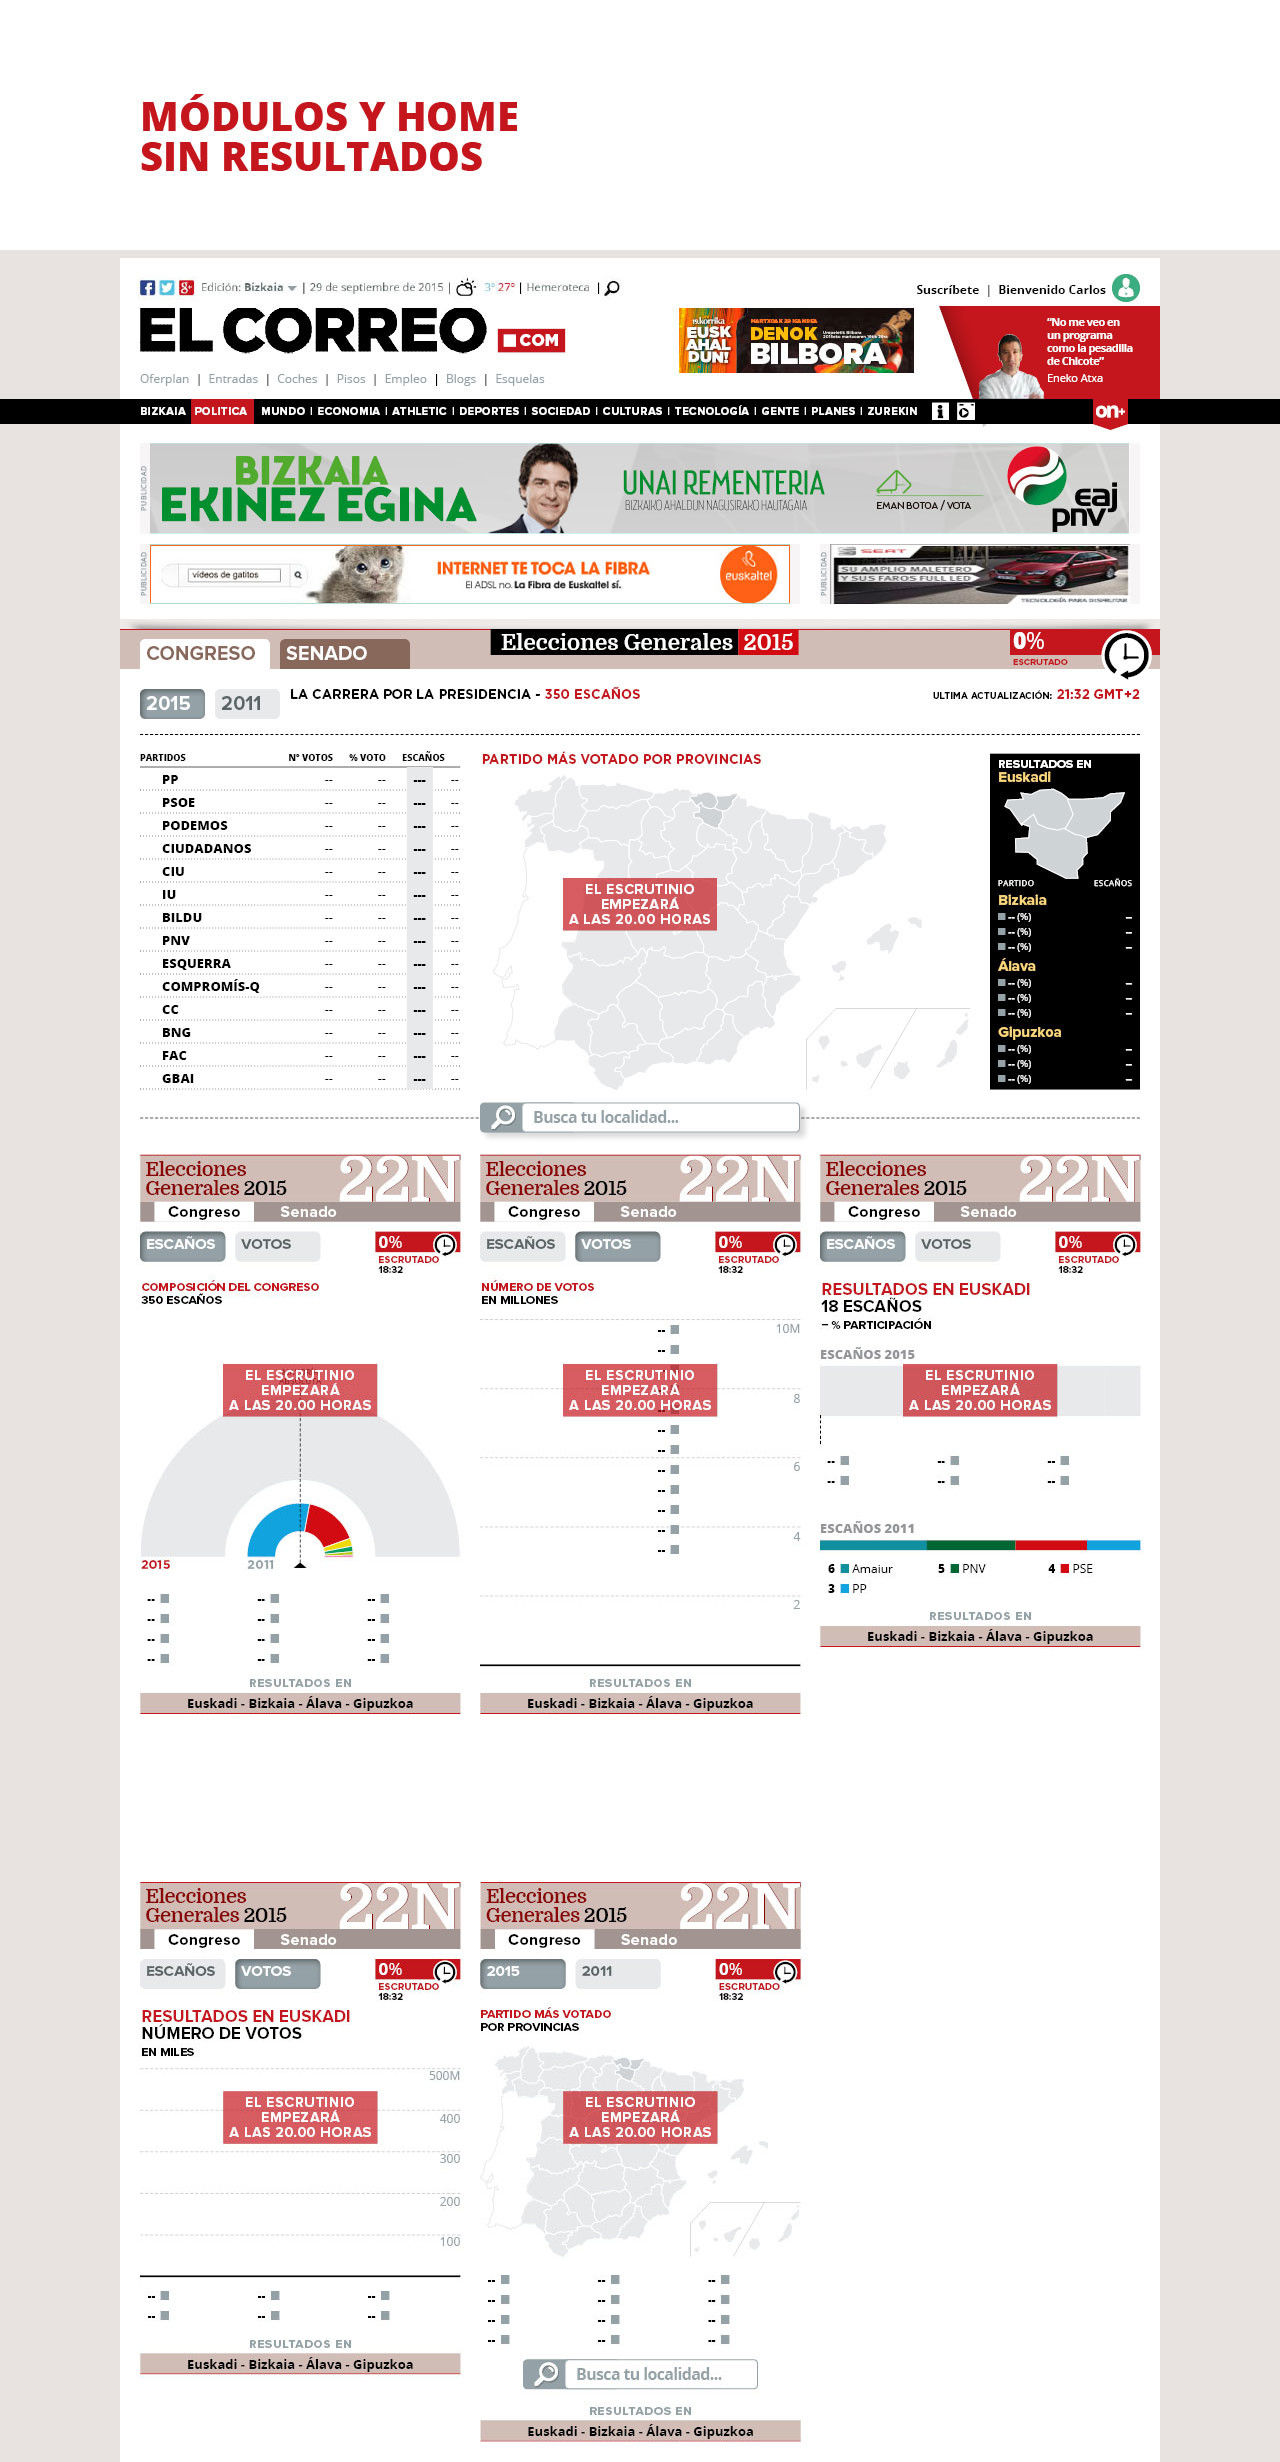 MÓDULOS Y HOME
SIN RESULTADOS
Edición: Bizkaia | 29 de septiembre de 2015 | 3º 27º | Hemeroteca |
Suscríbete | Bienvenido Carlos
EL CORREO .COM
19.korrika
EUSK
AHAL
DUN!
MARTXOAK 29 IGANDEA
DENOK
BILBORA
"No me veo en
un programa
como la pesadilla
de Chicote"
Eneko Atxa
Oferplan | Entradas | Coches | Pisos | Empleo | Blogs | Esquelas
BIZKAIA POLITICA MUNDO | ECONOMIA | ATHLETIC | DEPORTES | SOCIEDAD | CULTURAS | TECNOLOGÍA | GENTE | PLANES | ZUREKIN
on+
PUBLICIDAD
BIZKAIA
EKINEZ EGINA
UNAI REMENTERIA
BIZKAIKO AHALDUN NAGUSIRAKO HAUTAGAIA
EMAN BOTOA / VOTA
eaj
pnv
PUBLICIDAD
vídeos de gatitos
INTERNET TE TOCA LA FIBRA
El ADSL no. La Fibra de Euskaltel sí.
euskaltel
PUBLICIDAD
SEAT
SU AMPLIO MALETERO
Y SUS FAROS FULL LED
TECNOLOGÍA PARA DISFRUTAR
CONGRESO SENADO
Elecciones Generales 2015
0%
ESCRUTADO
2015 2011
LA CARRERA POR LA PRESIDENCIA - 350 ESCAÑOS
ULTIMA ACTUALIZACIÓN: 21:32 GMT+2
PARTIDOS Nº VOTOS % VOTO ESCAÑOS
PP -- -- --- --
PSOE -- -- --- --
PODEMOS -- -- --- --
CIUDADANOS -- -- --- --
CIU -- -- --- --
IU -- -- --- --
BILDU -- -- --- --
PNV -- -- --- --
ESQUERRA -- -- --- --
COMPROMÍS-Q -- -- --- --
CC -- -- --- --
BNG -- -- --- --
FAC -- -- --- --
GBAI -- -- --- --
PARTIDO MÁS VOTADO POR PROVINCIAS
EL ESCRUTINIO
EMPEZARÁ
A LAS 20.00 HORAS
RESULTADOS EN
Euskadi
PARTIDO ESCAÑOS
Bizkaia
-- (%) --
-- (%) --
-- (%) --
Álava
-- (%) --
-- (%) --
-- (%) --
Gipuzkoa
-- (%) --
-- (%) --
-- (%) --
Busca tu localidad...
Elecciones
Generales 2015
22N
Congreso Senado
ESCAÑOS VOTOS
0%
ESCRUTADO
18:32
COMPOSICIÓN DEL CONGRESO
350 ESCAÑOS
EL ESCRUTINIO
EMPEZARÁ
A LAS 20.00 HORAS
2015 2011
-- -- --
-- -- --
-- -- --
-- -- --
RESULTADOS EN
Euskadi - Bizkaia - Álava - Gipuzkoa
Elecciones
Generales 2015
22N
Congreso Senado
ESCAÑOS VOTOS
0%
ESCRUTADO
18:32
NÚMERO DE VOTOS
EN MILLONES
10M
--
--
EL ESCRUTINIO
EMPEZARÁ
A LAS 20.00 HORAS
8
--
--
6
--
--
--
--
4
--
2
RESULTADOS EN
Euskadi - Bizkaia - Álava - Gipuzkoa
Elecciones
Generales 2015
22N
Congreso Senado
ESCAÑOS VOTOS
0%
ESCRUTADO
18:32
RESULTADOS EN EUSKADI
18 ESCAÑOS
– % PARTICIPACIÓN
ESCAÑOS 2015
EL ESCRUTINIO
EMPEZARÁ
A LAS 20.00 HORAS
-- -- --
-- -- --
ESCAÑOS 2011
6 Amaiur 5 PNV 4 PSE
3 PP
RESULTADOS EN
Euskadi - Bizkaia - Álava - Gipuzkoa
Elecciones
Generales 2015
22N
Congreso Senado
ESCAÑOS VOTOS
0%
ESCRUTADO
18:32
RESULTADOS EN EUSKADI
NÚMERO DE VOTOS
EN MILES
500M
EL ESCRUTINIO
EMPEZARÁ
A LAS 20.00 HORAS
400
300
200
100
-- -- --
-- -- --
RESULTADOS EN
Euskadi - Bizkaia - Álava - Gipuzkoa
Elecciones
Generales 2015
22N
Congreso Senado
2015 2011
0%
ESCRUTADO
18:32
PARTIDO MÁS VOTADO
POR PROVINCIAS
EL ESCRUTINIO
EMPEZARÁ
A LAS 20.00 HORAS
-- -- --
-- -- --
-- -- --
-- -- --
Busca tu localidad...
RESULTADOS EN
Euskadi - Bizkaia - Álava - Gipuzkoa